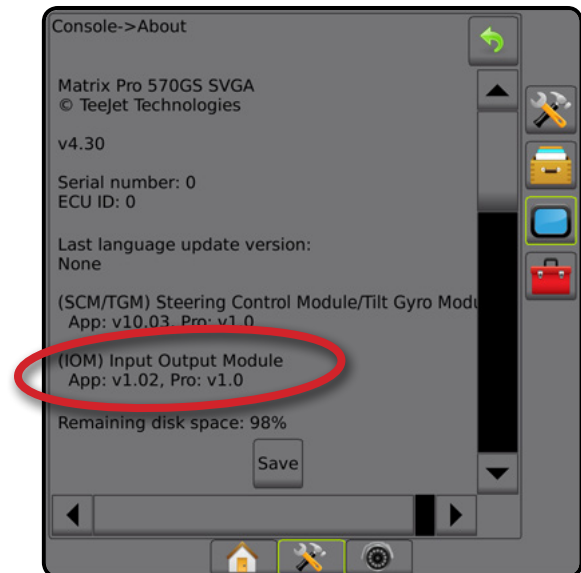 Console->About
Matrix Pro 570GS SVGA
© TeeJet Technologies
v4.30
Serial number: 0
ECU ID: 0
Last language update version:
None
(SCM/TGM) Steering Control Module/Tilt Gyro Modu
App: v10.03, Pro: v1.0
(IOM) Input Output Module
App: v1.02, Pro: v1.0
Remaining disk space: 98%
Save